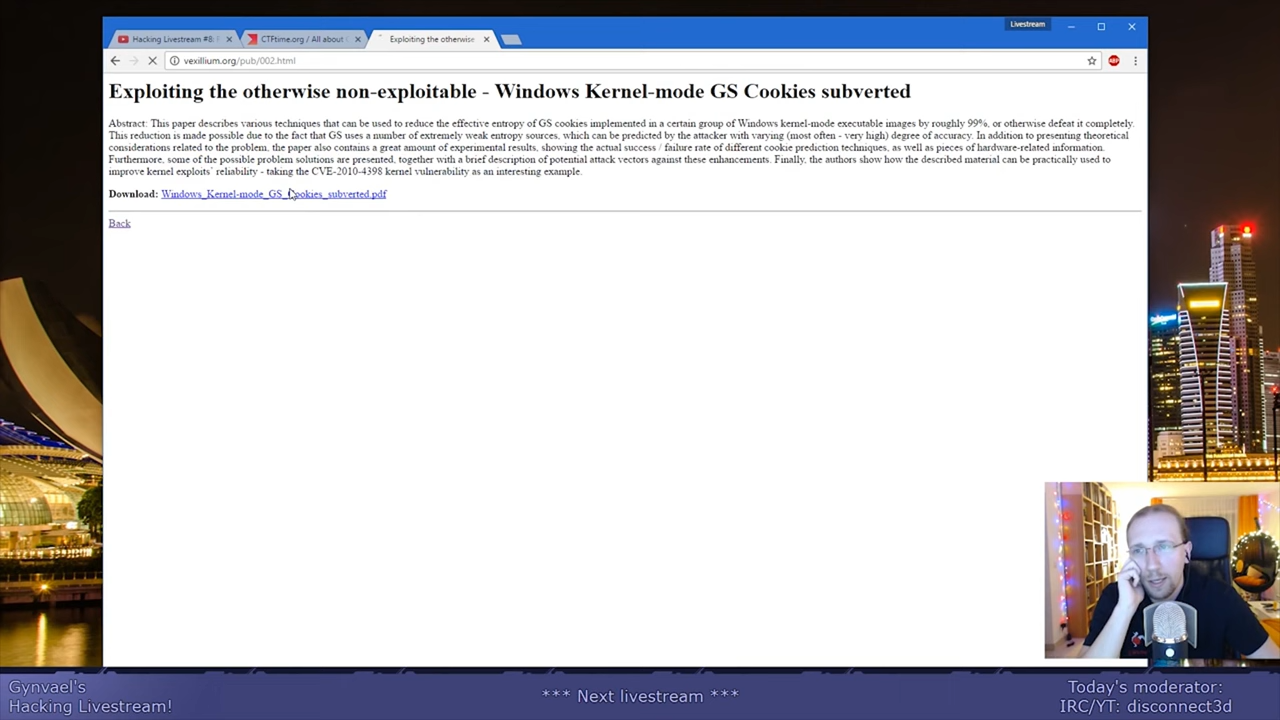 Livestream
Hacking Livestream #8:
CTFtime.org / All about
Exploiting the otherwise
vexillium.org/pub/002.html
ABP
Exploiting the otherwise non-exploitable - Windows Kernel-mode GS Cookies subverted
Abstract: This paper describes various techniques that can be used to reduce the effective entropy of GS cookies implemented in a certain group of Windows kernel-mode executable images by roughly 99%, or otherwise defeat it completely.
This reduction is made possible due to the fact that GS uses a number of extremely weak entropy sources, which can be predicted by the attacker with varying (most often - very high) degree of accuracy. In addition to presenting theoretical
considerations related to the problem, the paper also contains a great amount of experimental results, showing the actual success / failure rate of different cookie prediction techniques, as well as pieces of hardware-related information.
Furthermore, some of the possible problem solutions are presented, together with a brief description of potential attack vectors against these enhancements. Finally, the authors show how the described material can be practically used to
improve kernel exploits` reliability - taking the CVE-2010-4398 kernel vulnerability as an interesting example.
Download: Windows_Kernel-mode_GS_Cookies_subverted.pdf
Back
Gynvael's
Hacking Livestream!
*** Next livestream ***
Today's moderator:
IRC/YT: disconnect3d